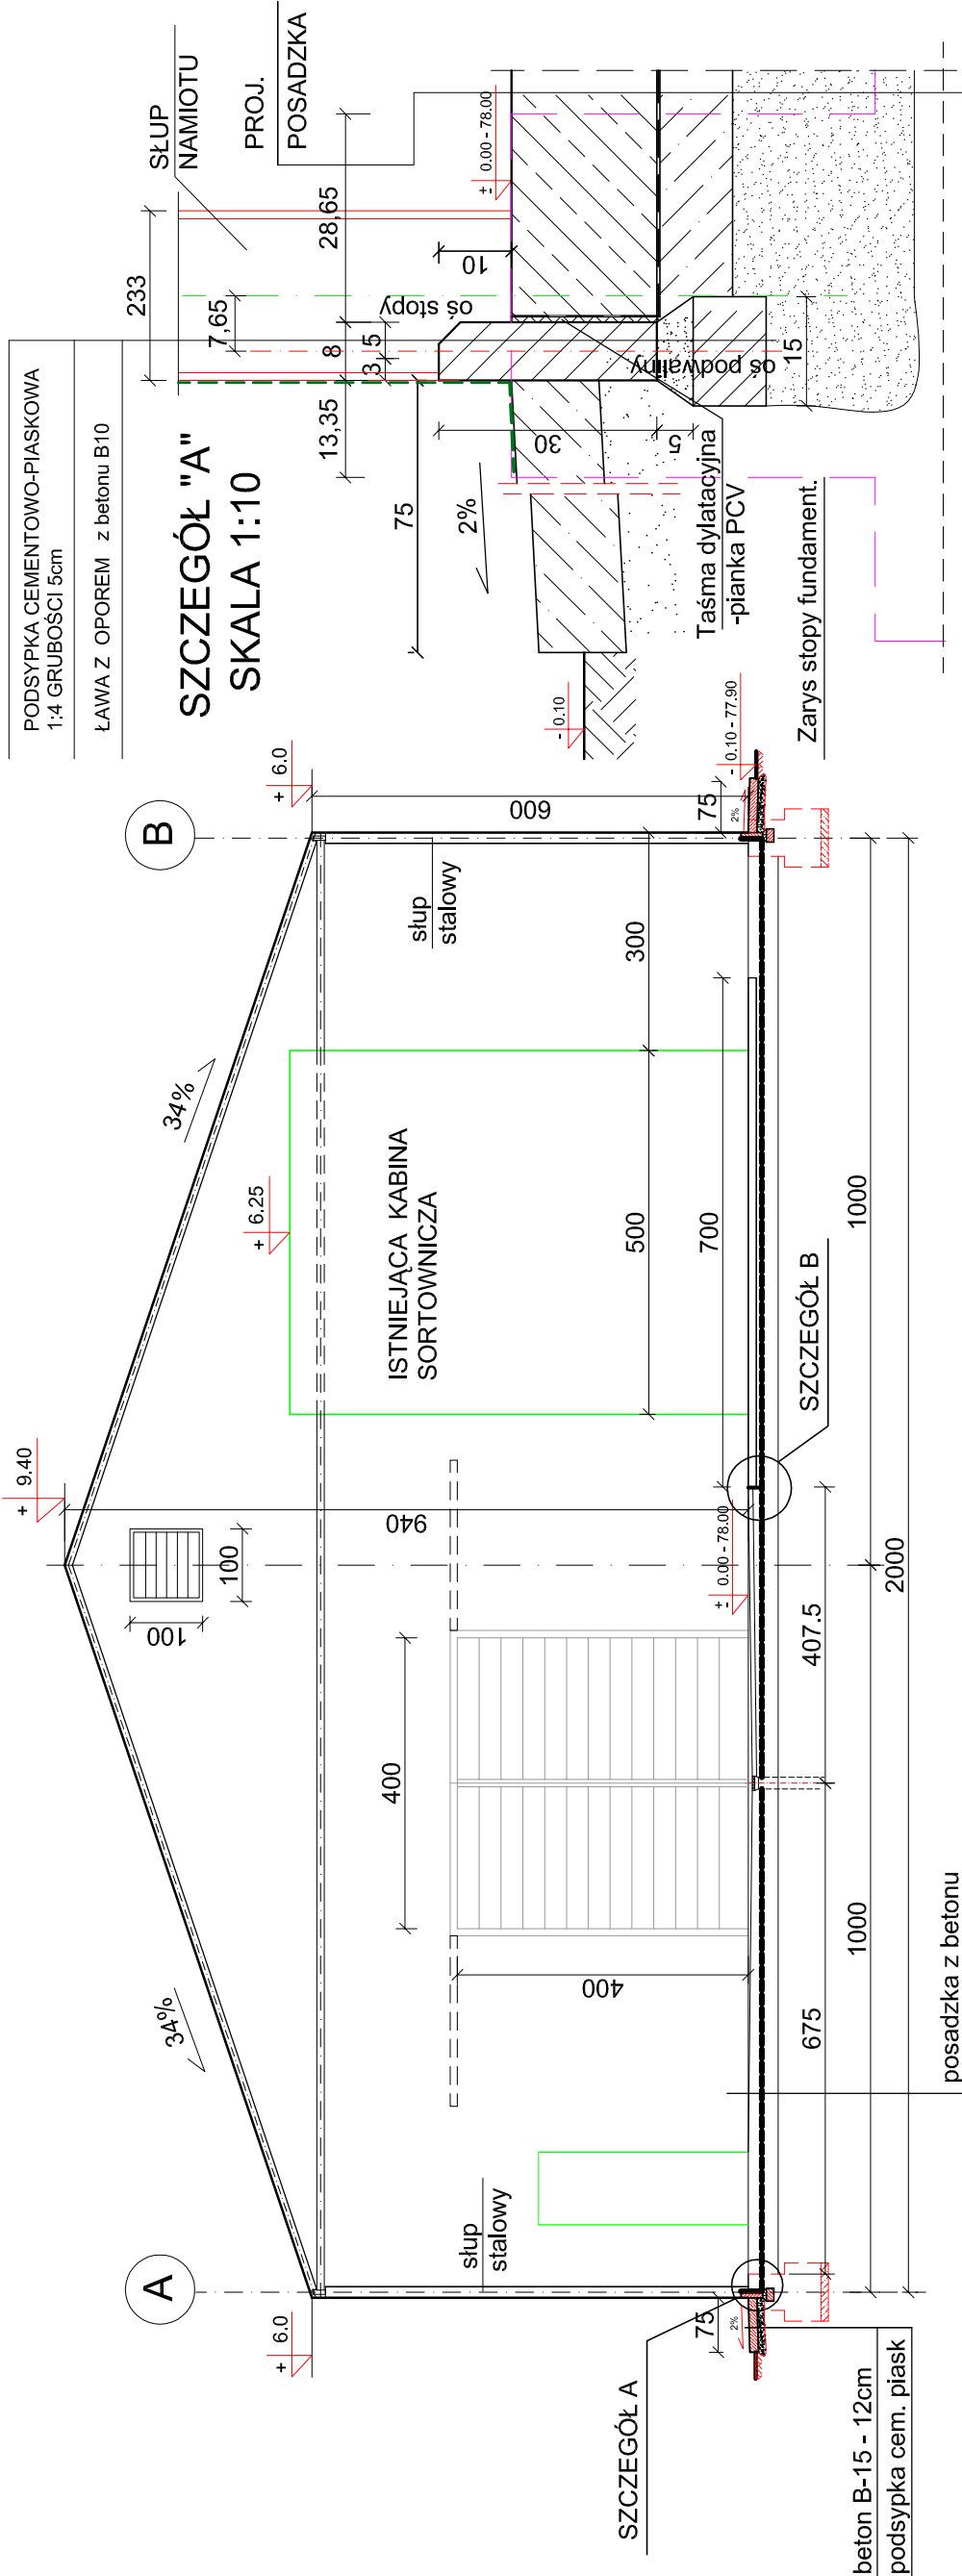 PODSYPKA CEMENTOWO-PIASKOWA
1:4 GRUBOŚCI 5cm
ŁAWA Z OPOREM z betonu B10
SZCZEGÓŁ "A"
SKALA 1:10
SŁUP
NAMIOTU
PROJ.
POSADZKA
233
7,65
28,65
8
13,35
3
5
10
oś stopy
± 0.00 - 78.00
75
2%
30
5
15
oś podwaliny
Taśma dylatacyjna
-pianka PCV
Zarys stopy fundament.
- 0.10
A
B
+ 9.40
+ 6.0
+ 6.0
34%
34%
100
100
+ 6.25
940
600
słup
stalowy
słup
stalowy
ISTNIEJĄCA KABINA
SORTOWNICZA
400
400
500
300
700
± 0.00 - 78.00
75
2%
75
2%
- 0.10 - 77.90
SZCZEGÓŁ A
SZCZEGÓŁ B
675
407.5
1000
1000
2000
beton B-15 - 12cm
podsypka cem. piask
posadzka z betonu